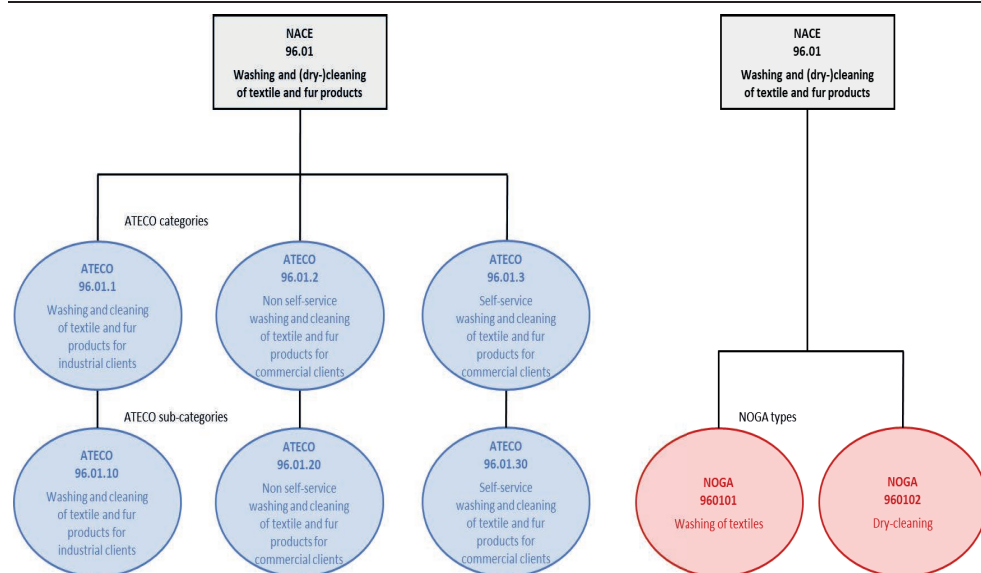 NACE
96.01
Washing and (dry-)cleaning
of textile and fur products
NACE
96.01
Washing and (dry-)cleaning
of textile and fur products
ATECO categories
ATECO
96.01.1
Washing and cleaning
of textile and fur
products for
industrial clients
ATECO
96.01.2
Non self-service
washing and cleaning
of textile and fur
products for
commercial clients
ATECO
96.01.3
Self-service
washing and cleaning
of textile and fur
products for
commercial clients
ATECO sub-categories
NOGA types
ATECO
96.01.10
Washing and cleaning
of textile and fur
products for
industrial clients
ATECO
96.01.20
Non self-service
washing and cleaning
of textile and fur
products for
commercial clients
ATECO
96.01.30
Self-service
washing and cleaning
of textile and fur
products for
commercial clients
NOGA
960101
Washing of textiles
NOGA
960102
Dry-cleaning